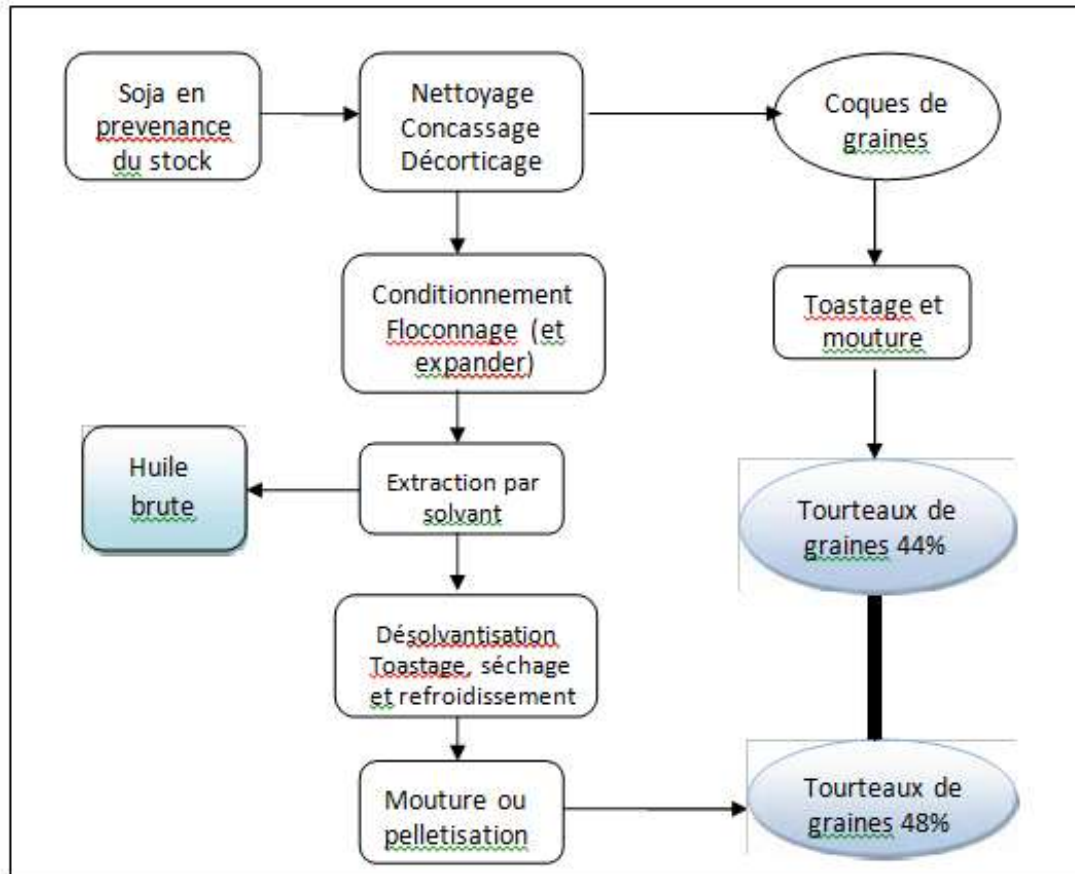 Soja en
prevenance
du stock
Nettoyage
Concassage
Décorticage
Coques de
graines
Conditionnement
Floconnage (et
expander)
Toastage et
mouture
Huile
brute
Extraction par
solvant
Tourteaux de
graines 44%
Désolvantisation
Toastage, séchage
et refroidissement
Mouture ou
pelletisation
Tourteaux de
graines 48%